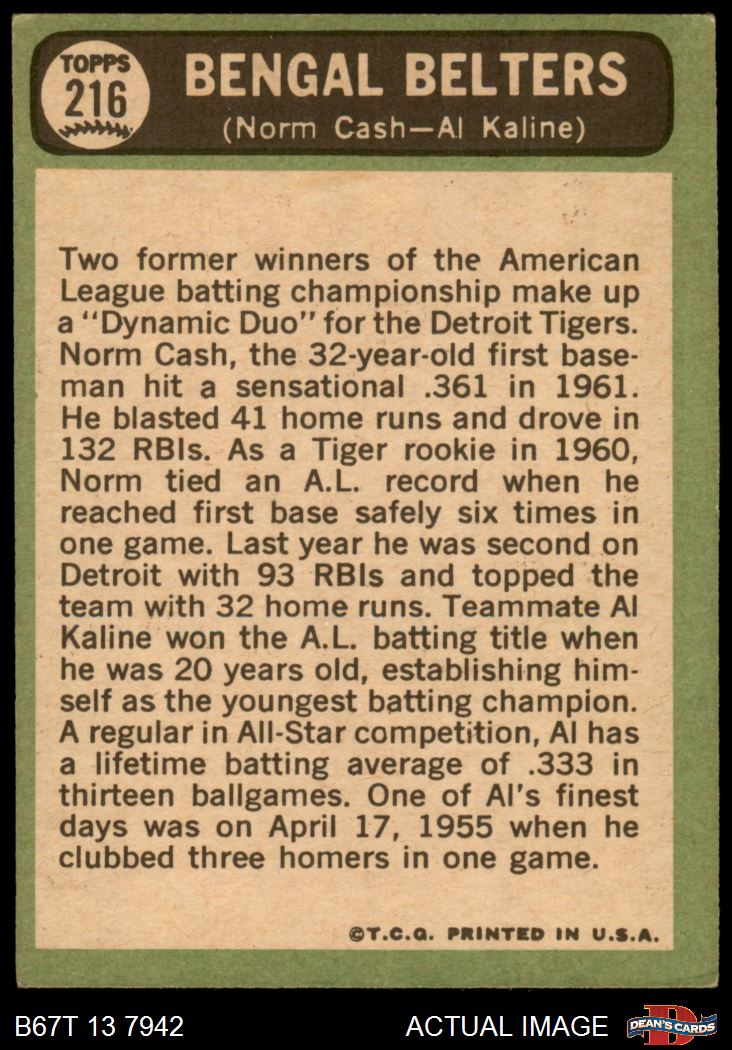 TOPPS
216
BENGAL BELTERS
(Norm Cash—Al Kaline)
Two former winners of the American
League batting championship make up
a "Dynamic Duo" for the Detroit Tigers.
Norm Cash, the 32-year-old first base-
man hit a sensational .361 in 1961.
He blasted 41 home runs and drove in
132 RBIs. As a Tiger rookie in 1960,
Norm tied an A.L. record when he
reached first base safely six times in
one game. Last year he was second on
Detroit with 93 RBIs and topped the
team with 32 home runs. Teammate Al
Kaline won the A.L. batting title when
he was 20 years old, establishing him-
self as the youngest batting champion.
A regular in All-Star competition, Al has
a lifetime batting average of .333 in
thirteen ballgames. One of Al's finest
days was on April 17, 1955 when he
clubbed three homers in one game.
©T.C.G. PRINTED IN U.S.A.
B67T 13 7942
ACTUAL IMAGE
D
DEAN'S CARDS